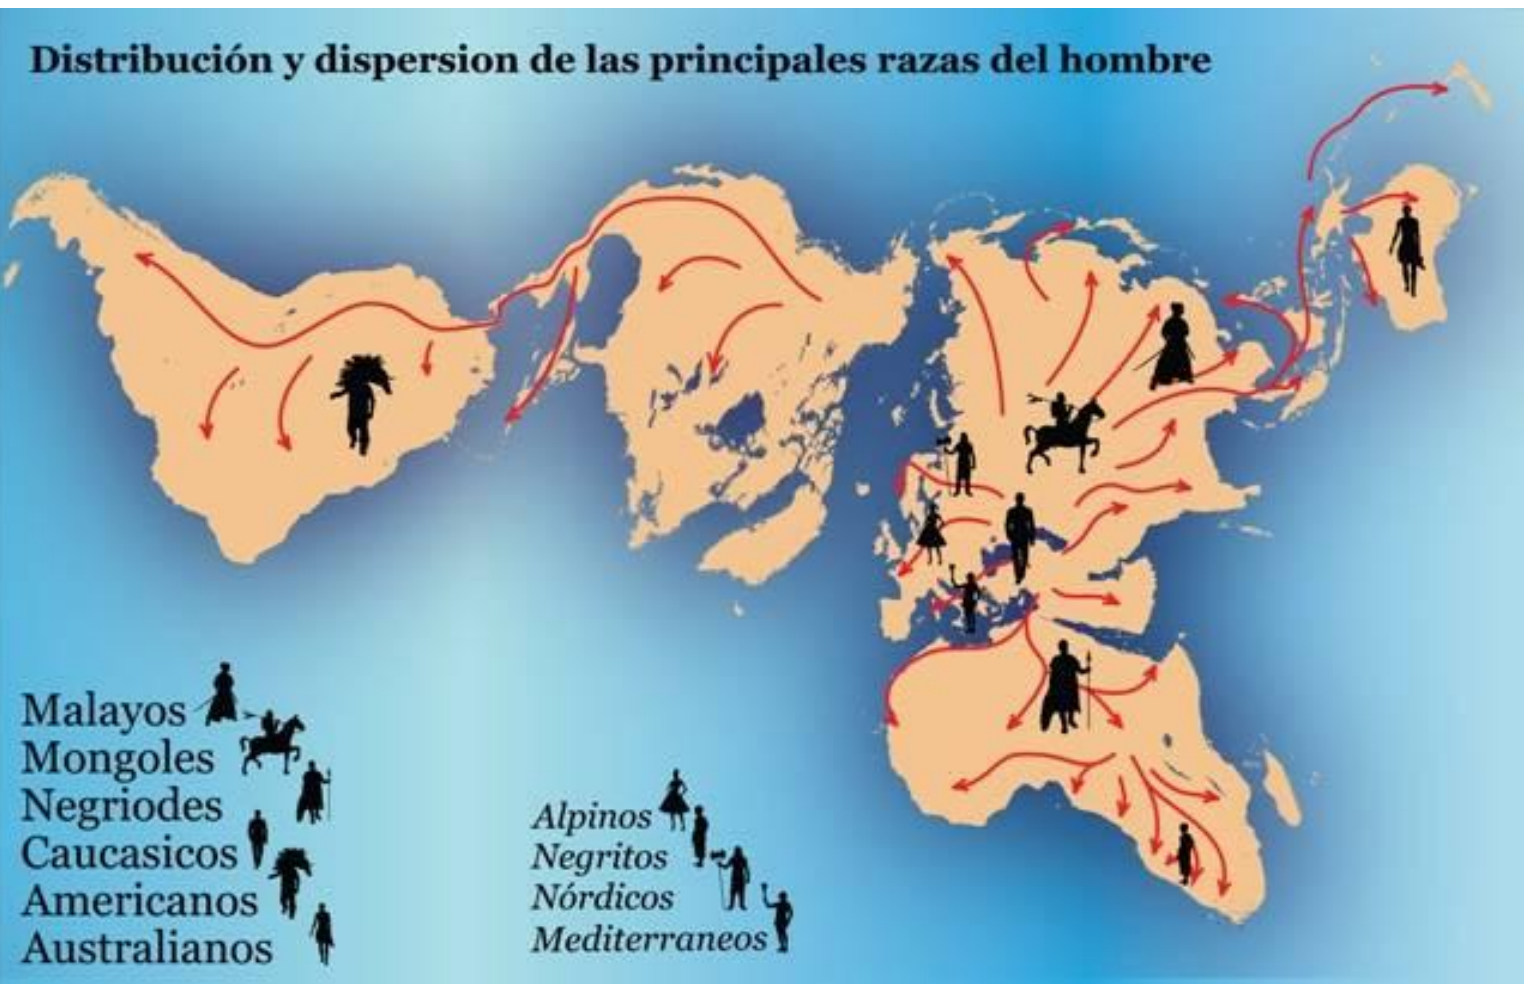 Distribución y dispersion de las principales razas del hombre
Malayos
Mongoles
Negriodes
Caucasicos
Americanos
Australianos
Alpinos
Negritos
Nórdicos
Mediterraneos